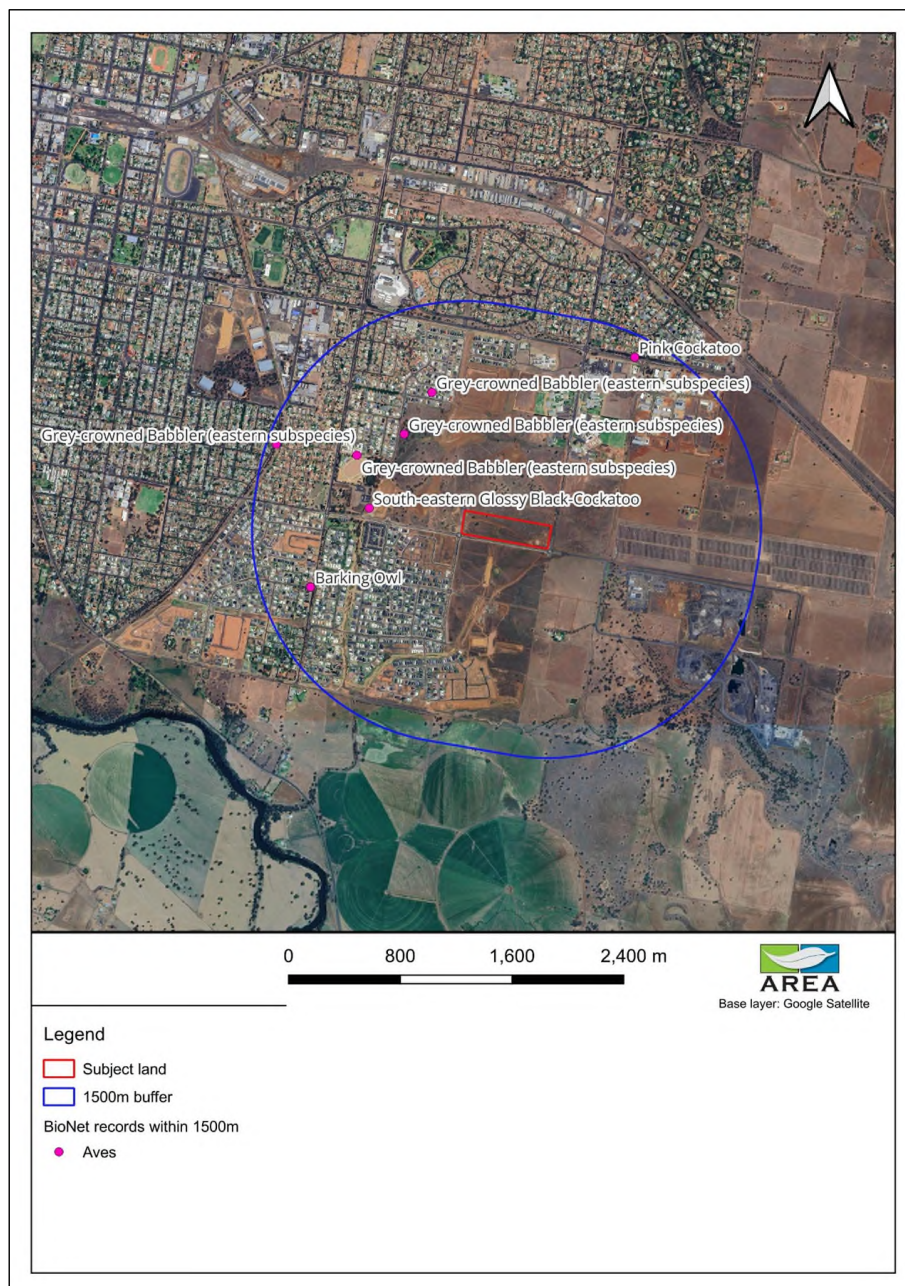 Pink Cockatoo
Grey-crowned Babbler (eastern subspecies)
Grey-crowned Babbler (eastern subspecies)
Grey-crowned Babbler (eastern subspecies)
Grey-crowned Babbler (eastern subspecies)
South-eastern Glossy Black-Cockatoo
Barking Owl
0 800 1,600 2,400 m
AREA
Base layer: Google Satellite
Legend
Subject land
1500m buffer
BioNet records within 1500m
Aves